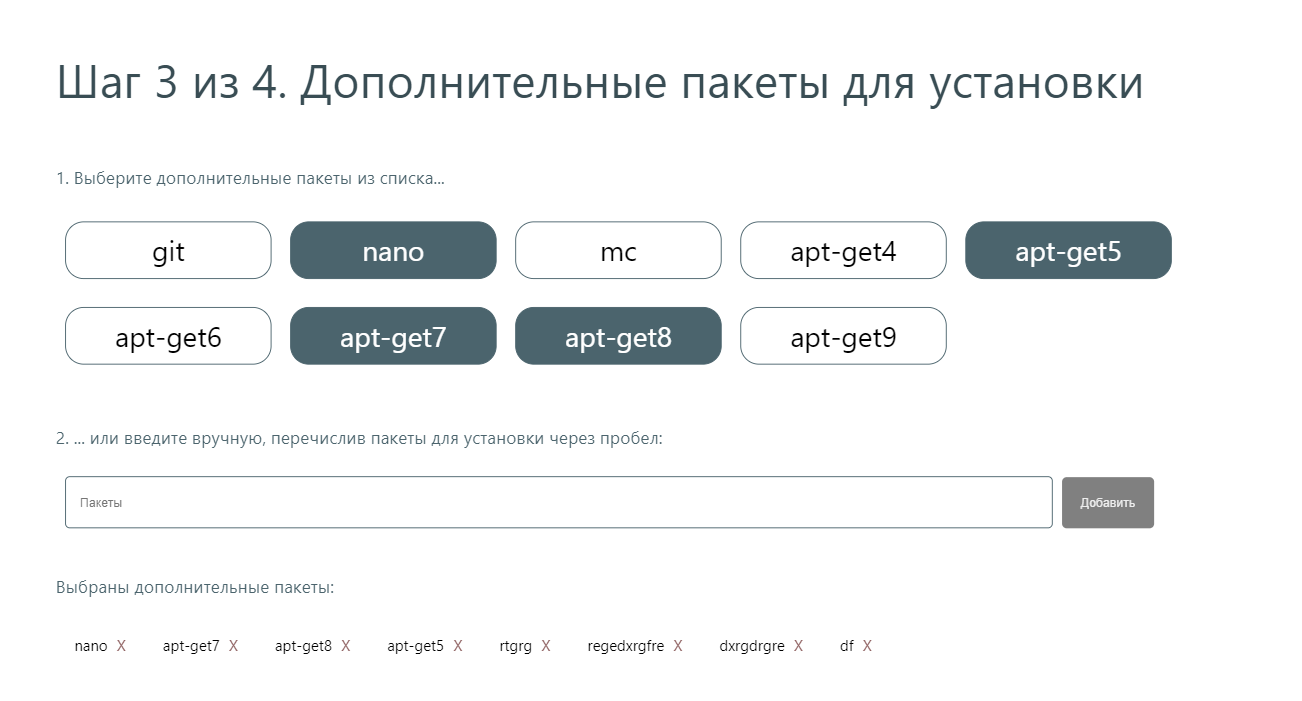 Шаг 3 из 4. Дополнительные пакеты для установки
1. Выберите дополнительные пакеты из списка...
git nano mc apt-get4 apt-get5
apt-get6 apt-get7 apt-get8 apt-get9
2. ... или введите вручную, перечислив пакеты для установки через пробел:
Пакеты Добавить
Выбраны дополнительные пакеты:
nano X apt-get7 X apt-get8 X apt-get5 X rtgrg X regedxrgfre X dxrgdrgre X df X